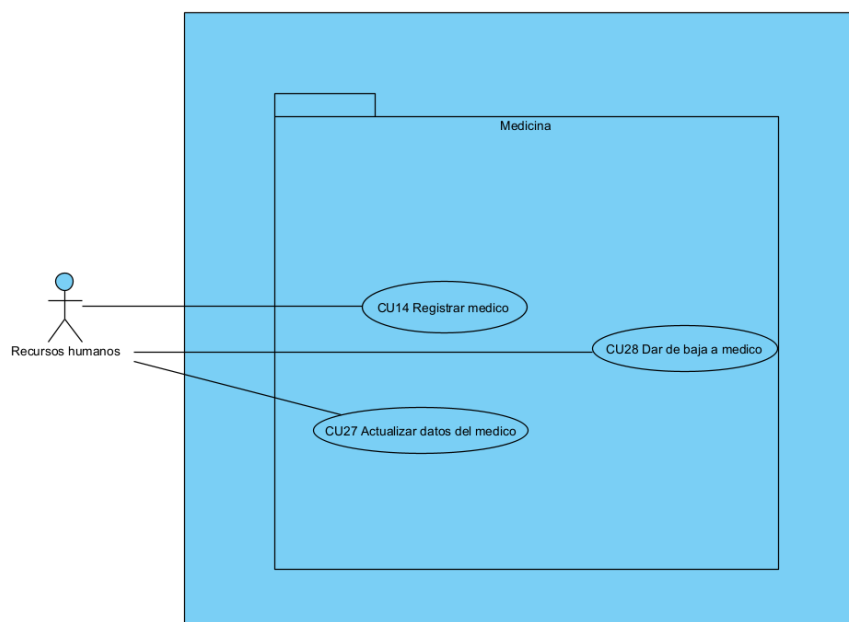 Medicina
CU14 Registrar medico
Recursos humanos
CU28 Dar de baja a medico
CU27 Actualizar datos del medico